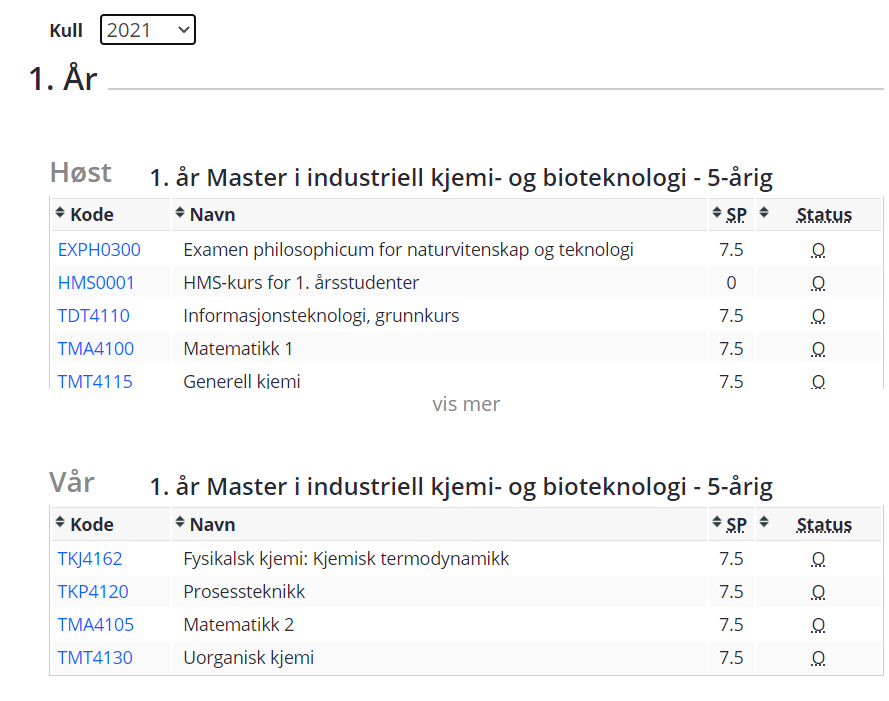 Kull 2021
1. År
Høst 1. år Master i industriell kjemi- og bioteknologi - 5-årig
Kode Navn SP Status
EXPH0300 Examen philosophicum for naturvitenskap og teknologi 7.5 O
HMS0001 HMS-kurs for 1. årsstudenter 0 O
TDT4110 Informasjonsteknologi, grunnkurs 7.5 O
TMA4100 Matematikk 1 7.5 O
TMT4115 Generell kjemi 7.5 O
vis mer
Vår 1. år Master i industriell kjemi- og bioteknologi - 5-årig
Kode Navn SP Status
TKJ4162 Fysikalsk kjemi: Kjemisk termodynamikk 7.5 O
TKP4120 Prosessteknikk 7.5 O
TMA4105 Matematikk 2 7.5 O
TMT4130 Uorganisk kjemi 7.5 O